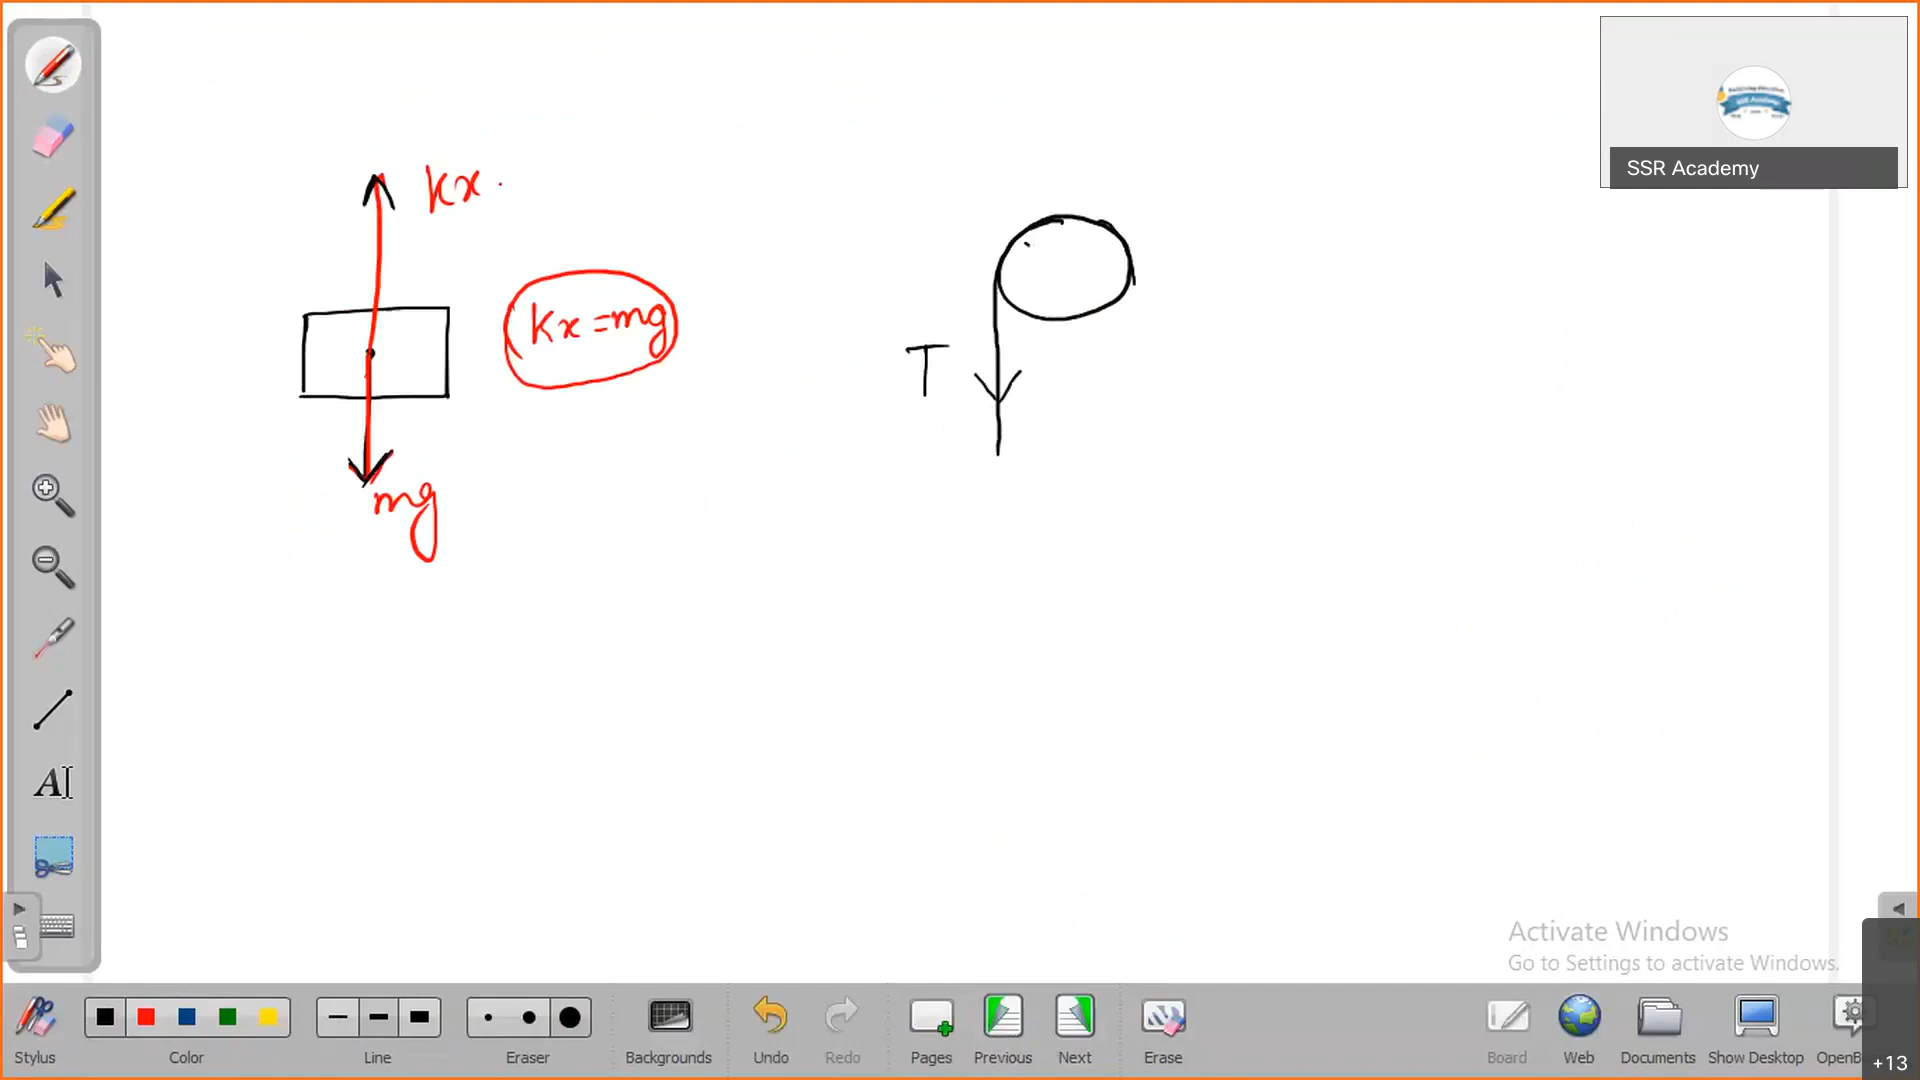 SSR Academy
kx
kx = mg
T
mg
Activate Windows
Go to Settings to activate Windows.
Stylus
Color
Line
Eraser
Backgrounds
Undo
Redo
Pages
Previous
Next
Erase
Board
Web
Documents
Show Desktop
+13